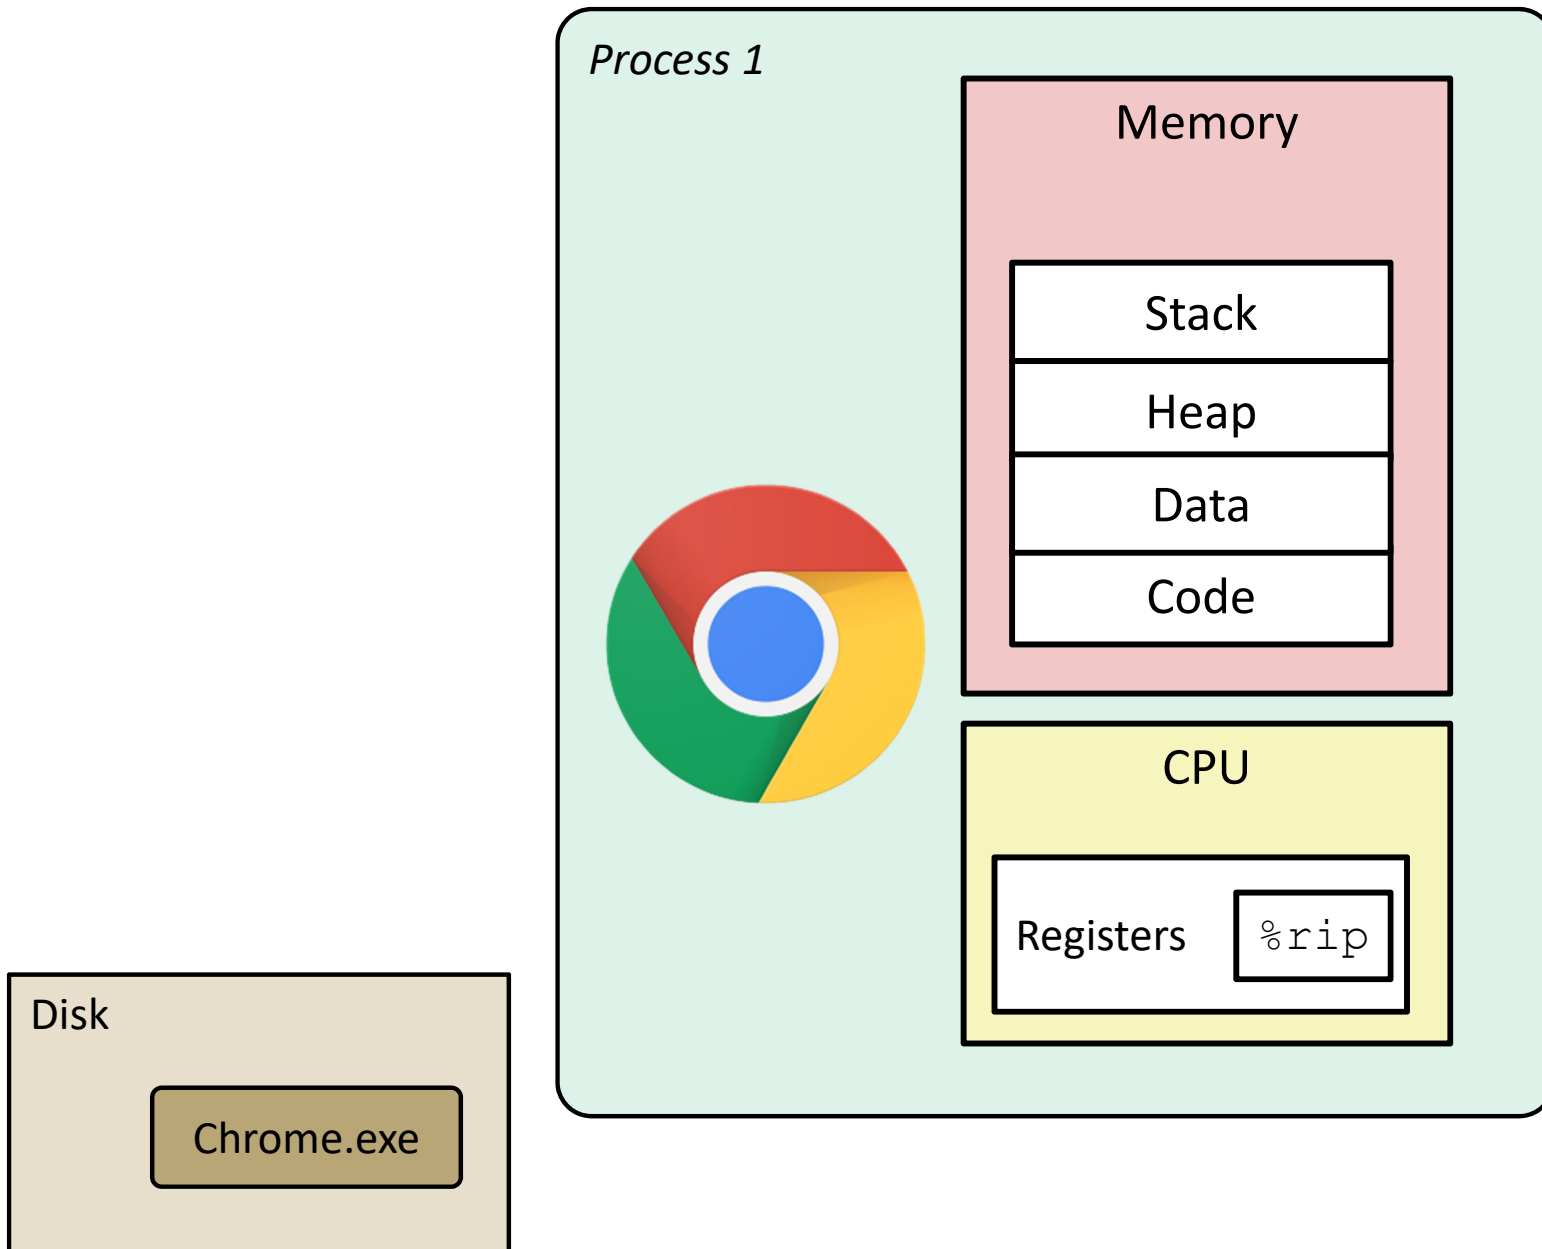 Process 1
Memory
Stack
Heap
Data
Code
CPU
Registers %rip
Disk
Chrome.exe